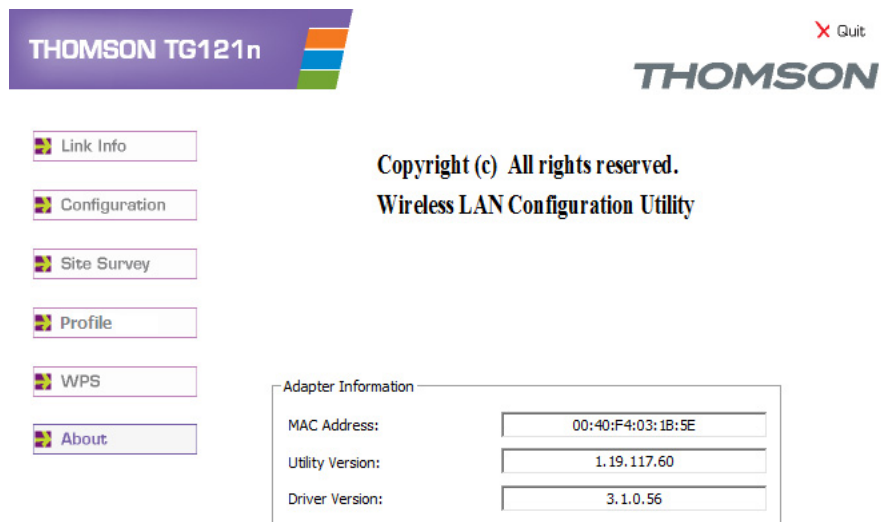 THOMSON TG121n
Quit
THOMSON
Link Info
Configuration
Site Survey
Profile
WPS
About
Copyright (c) All rights reserved.
Wireless LAN Configuration Utility
Adapter Information
MAC Address: 00:40:F4:03:1B:5E
Utility Version: 1.19.117.60
Driver Version: 3.1.0.56